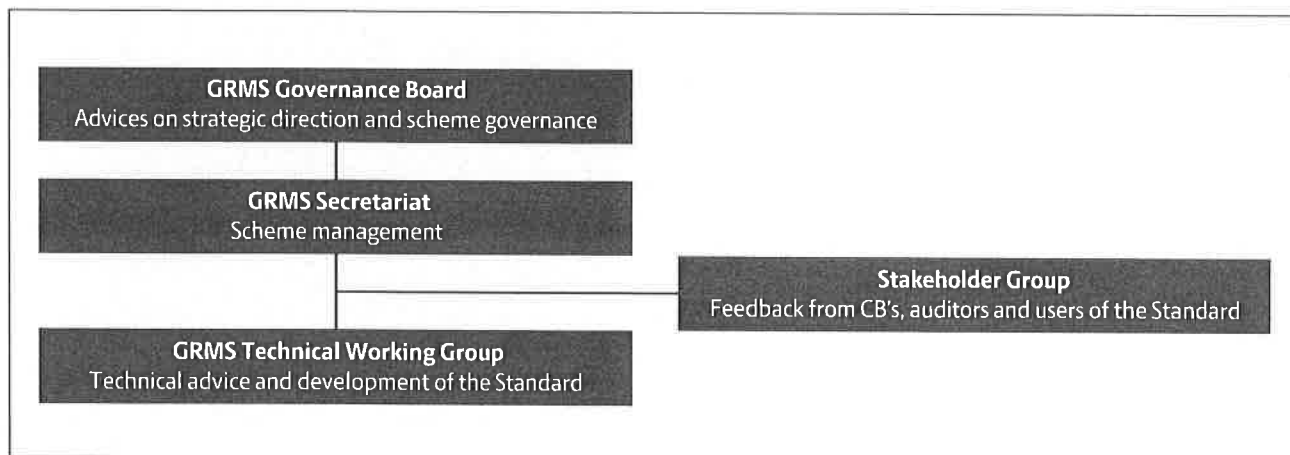 GRMS Governance Board
Advices on strategic direction and scheme governance
GRMS Secretariat
Scheme management
Stakeholder Group
Feedback from CB's, auditors and users of the Standard
GRMS Technical Working Group
Technical advice and development of the Standard